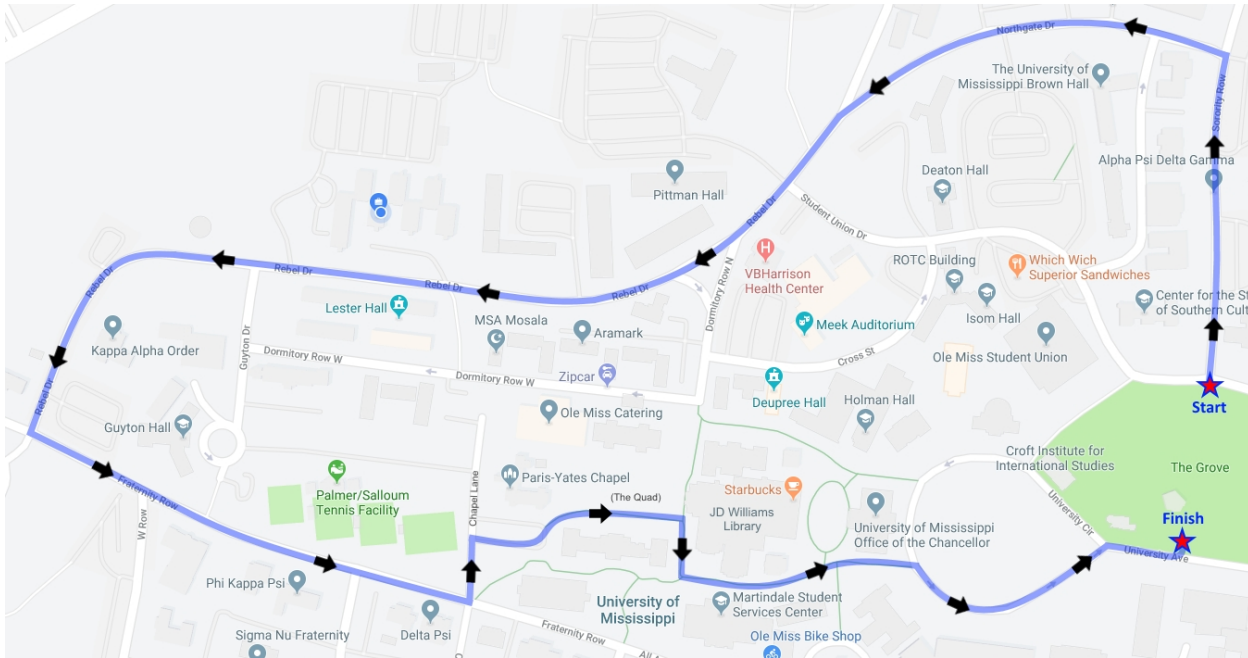 Northgate Dr
The University of
Mississippi Brown Hall
Sorority Row
Alpha Psi Delta Gamma
Deaton Hall
Pittman Hall
Student Union Dr
Rebel Dr
VBHarrison
Health Center
ROTC Building
Which Wich
Superior Sandwiches
Isom Hall
Center for the St
of Southern Cult
Rebel Dr
Rebel Dr
Rebel Dr
Rebel Dr
Dormitory Row N
Lester Hall
MSA Mosala
Aramark
Meek Auditorium
Ole Miss Student Union
Kappa Alpha Order
Guyton Dr
Dormitory Row W
Dormitory Row W
Zipcar
Cross St
Deupree Hall
Holman Hall
Start
Rebel Dr
Guyton Hall
Ole Miss Catering
Croft Institute for
International Studies
The Grove
Paris-Yates Chapel
Palmer/Salloum
Tennis Facility
Chapel Lane
(The Quad)
Starbucks
JD Williams
Library
University of Mississippi
Office of the Chancellor
University Cir
Finish
University Ave
Fraternity Row
W Row
Phi Kappa Psi
Delta Psi
Sigma Nu Fraternity
Fraternity Row
University of
Mississippi
Martindale Student
Services Center
Ole Miss Bike Shop